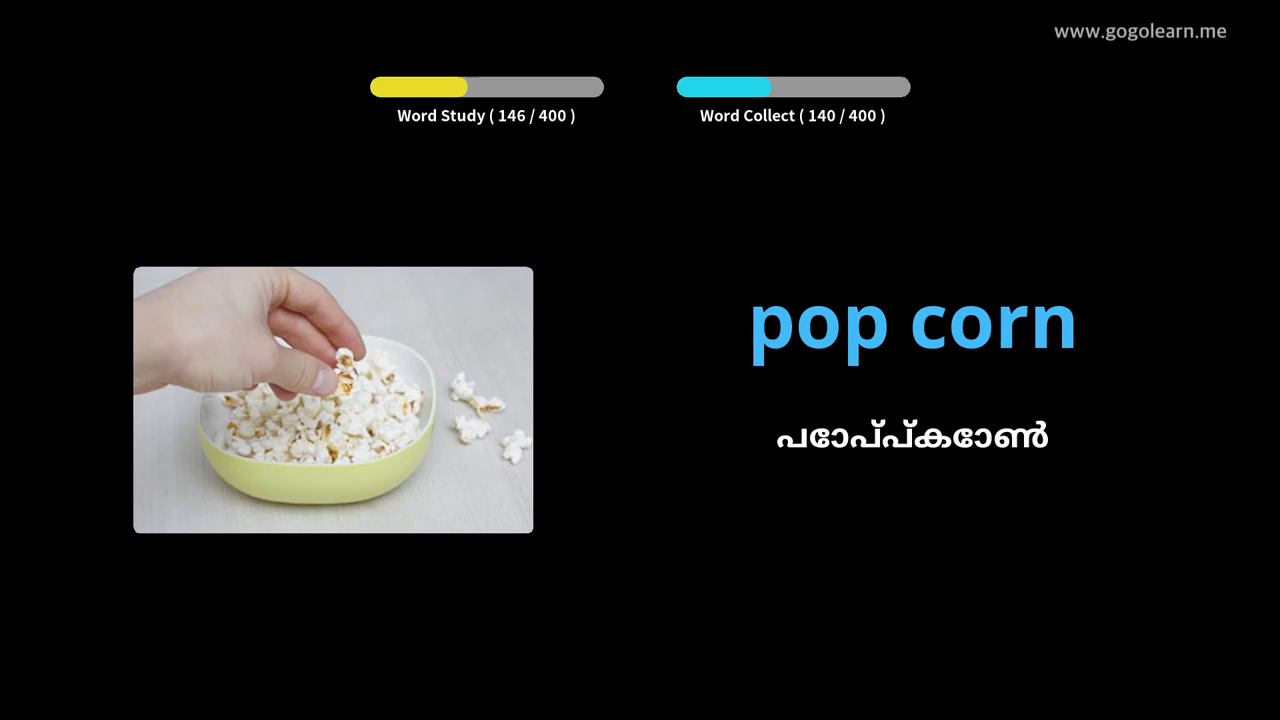 www.gogolearn.me
Word Study ( 146 / 400 )
Word Collect ( 140 / 400 )
pop corn
പോപ്പ്കോൺ